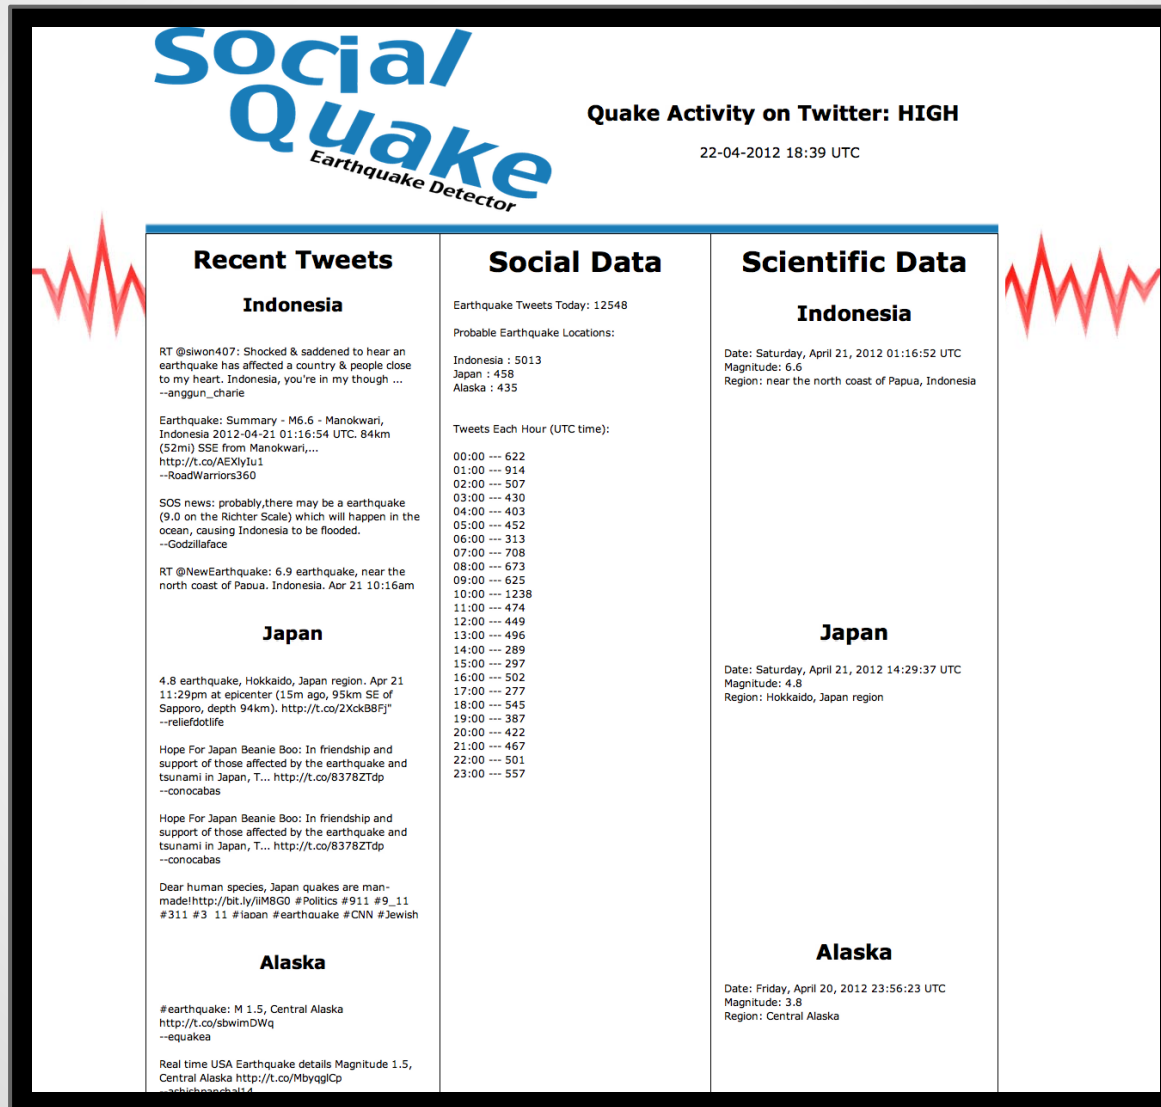 Social
Quake
Earthquake Detector
Quake Activity on Twitter: HIGH
22-04-2012 18:39 UTC
Recent Tweets
Indonesia
RT @siwon407: Shocked & saddened to hear an
earthquake has affected a country & people close
to my heart. Indonesia, you're in my though ...
--anggun_charie
Earthquake: Summary - M6.6 - Manokwari,
Indonesia 2012-04-21 01:16:54 UTC. 84km
(52mi) SSE from Manokwari,...
http://t.co/AEXlyIu1
--RoadWarriors360
SOS news: probably,there may be a earthquake
(9.0 on the Richter Scale) which will happen in the
ocean, causing Indonesia to be flooded.
--Godzillaface
RT @NewEarthquake: 6.9 earthquake, near the
north coast of Papua, Indonesia. Apr 21 10:16am
Japan
4.8 earthquake, Hokkaido, Japan region. Apr 21
11:29pm at epicenter (15m ago, 95km SE of
Sapporo, depth 94km). http://t.co/2XckB8Fj"
--reliefdotlife
Hope For Japan Beanie Boo: In friendship and
support of those affected by the earthquake and
tsunami in Japan, T... http://t.co/8378ZTdp
--conocabas
Hope For Japan Beanie Boo: In friendship and
support of those affected by the earthquake and
tsunami in Japan, T... http://t.co/8378ZTdp
--conocabas
Dear human species, Japan quakes are man-
made!http://bit.ly/iiM8G0 #Politics #911 #9_11
#311 #3_11 #japan #earthquake #CNN #Jewish
Alaska
#earthquake: M 1.5, Central Alaska
http://t.co/sbwimDWq
--equakea
Real time USA Earthquake details Magnitude 1.5,
Central Alaska http://t.co/MbyqglCp
--ashishpanchal14
Social Data
Earthquake Tweets Today: 12548
Probable Earthquake Locations:
Indonesia : 5013
Japan : 458
Alaska : 435
Tweets Each Hour (UTC time):
00:00 --- 622
01:00 --- 914
02:00 --- 507
03:00 --- 430
04:00 --- 403
05:00 --- 452
06:00 --- 313
07:00 --- 708
08:00 --- 673
09:00 --- 625
10:00 --- 1238
11:00 --- 474
12:00 --- 449
13:00 --- 496
14:00 --- 289
15:00 --- 297
16:00 --- 502
17:00 --- 277
18:00 --- 545
19:00 --- 387
20:00 --- 422
21:00 --- 467
22:00 --- 501
23:00 --- 557
Scientific Data
Indonesia
Date: Saturday, April 21, 2012 01:16:52 UTC
Magnitude: 6.6
Region: near the north coast of Papua, Indonesia
Japan
Date: Saturday, April 21, 2012 14:29:37 UTC
Magnitude: 4.8
Region: Hokkaido, Japan region
Alaska
Date: Friday, April 20, 2012 23:56:23 UTC
Magnitude: 3.8
Region: Central Alaska